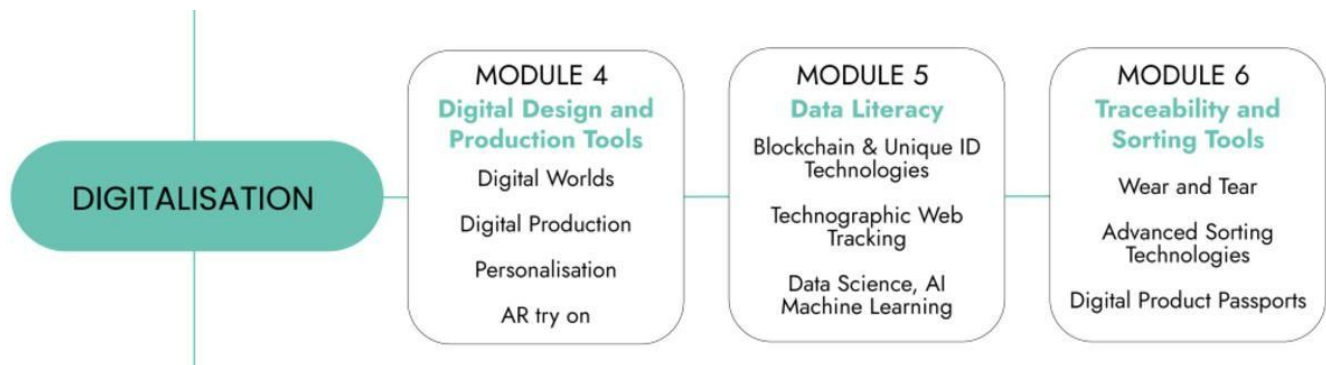 DIGITALISATION
MODULE 4
Digital Design and
Production Tools
Digital Worlds
Digital Production
Personalisation
AR try on
MODULE 5
Data Literacy
Blockchain & Unique ID
Technologies
Technographic Web
Tracking
Data Science, AI
Machine Learning
MODULE 6
Traceability and
Sorting Tools
Wear and Tear
Advanced Sorting
Technologies
Digital Product Passports